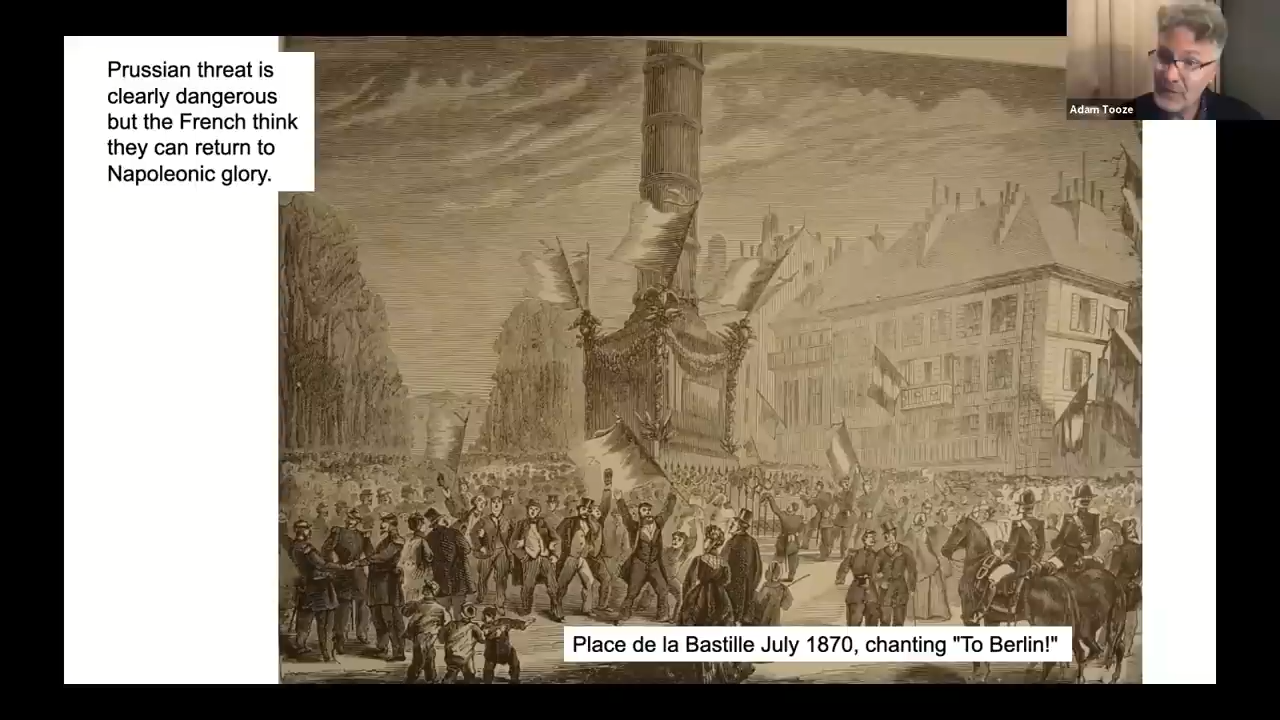 Prussian threat is
clearly dangerous
but the French think
they can return to
Napoleonic glory.
Adam Tooze
Place de la Bastille July 1870, chanting "To Berlin!"